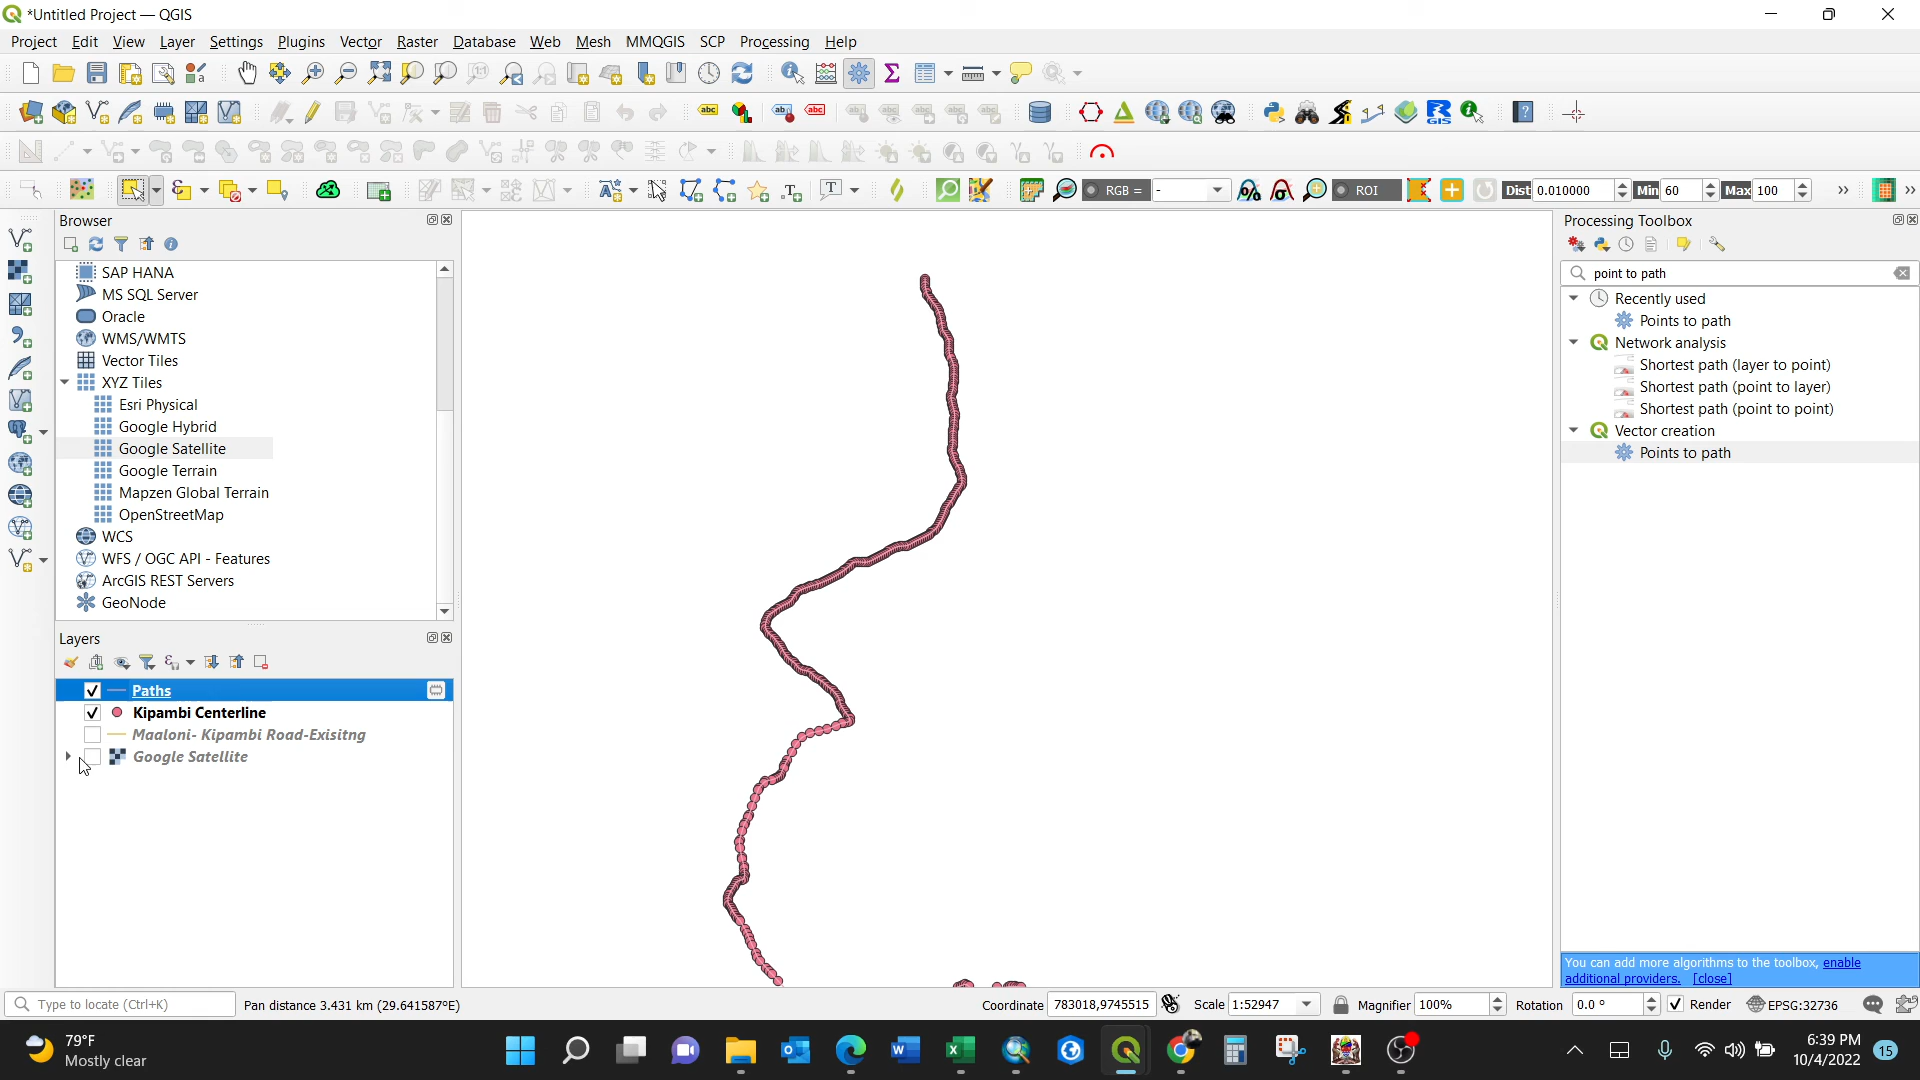 *Untitled Project — QGIS
Project Edit View Layer Settings Plugins Vector Raster Database Web Mesh MMQGIS SCP Processing Help
RGB = - ROI Dist 0.010000 Min 60 Max 100
Browser
SAP HANA
MS SQL Server
Oracle
WMS/WMTS
Vector Tiles
XYZ Tiles
Esri Physical
Google Hybrid
Google Satellite
Google Terrain
Mapzen Global Terrain
OpenStreetMap
WCS
WFS / OGC API - Features
ArcGIS REST Servers
GeoNode
Layers
Paths
Kipambi Centerline
Maaloni- Kipambi Road-Exisitng
Google Satellite
Processing Toolbox
point to path
Recently used
Points to path
Network analysis
Shortest path (layer to point)
Shortest path (point to layer)
Shortest path (point to point)
Vector creation
Points to path
You can add more algorithms to the toolbox, enable
additional providers. [close]
Type to locate (Ctrl+K) Pan distance 3.431 km (29.641587°E) Coordinate 783018,9745515 Scale 1:52947 Magnifier 100% Rotation 0.0 ° Render EPSG:32736
79°F
Mostly clear
6:39 PM
10/4/2022
15